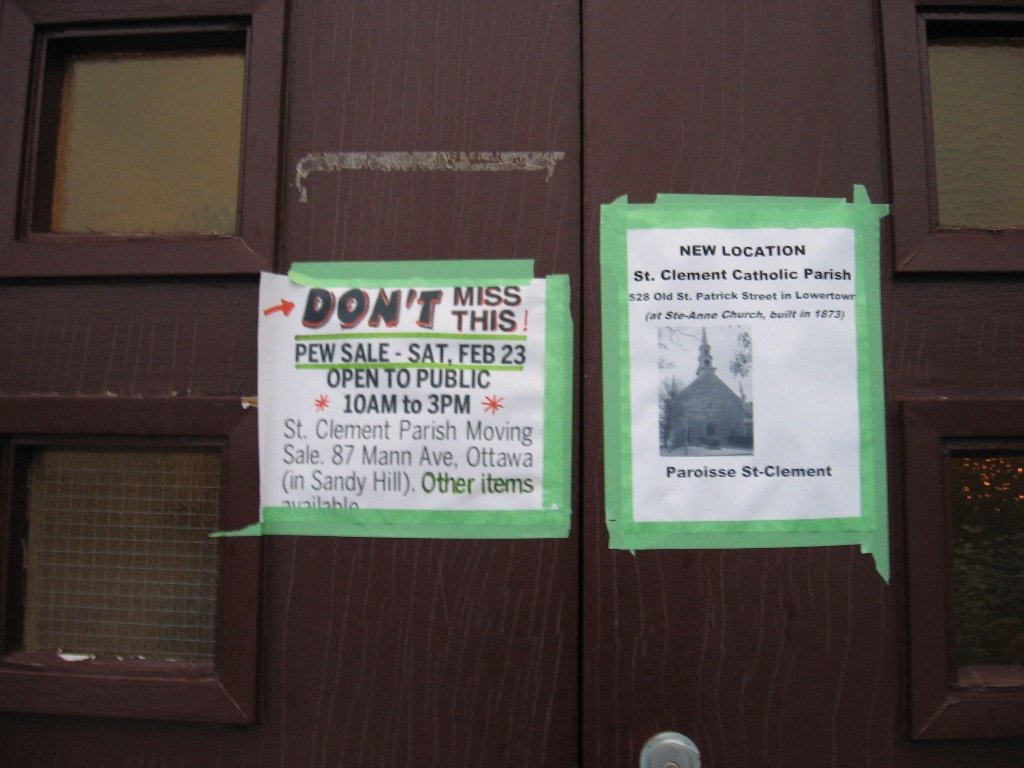 DON'T MISS THIS!
PEW SALE - SAT, FEB 23
OPEN TO PUBLIC
* 10AM to 3PM *
St. Clement Parish Moving
Sale. 87 Mann Ave, Ottawa
(in Sandy Hill). Other items
available
NEW LOCATION
St. Clement Catholic Parish
528 Old St. Patrick Street in Lowertown
(at Ste-Anne Church, built in 1873)
Paroisse St-Clement